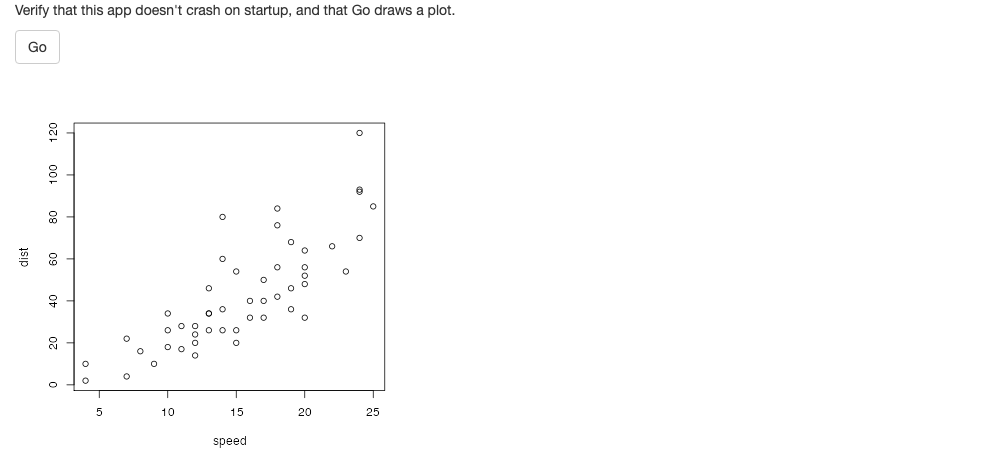 Verify that this app doesn't crash on startup, and that Go draws a plot.
Go
120
100
80
60
40
20
0
dist
5 10 15 20 25
speed